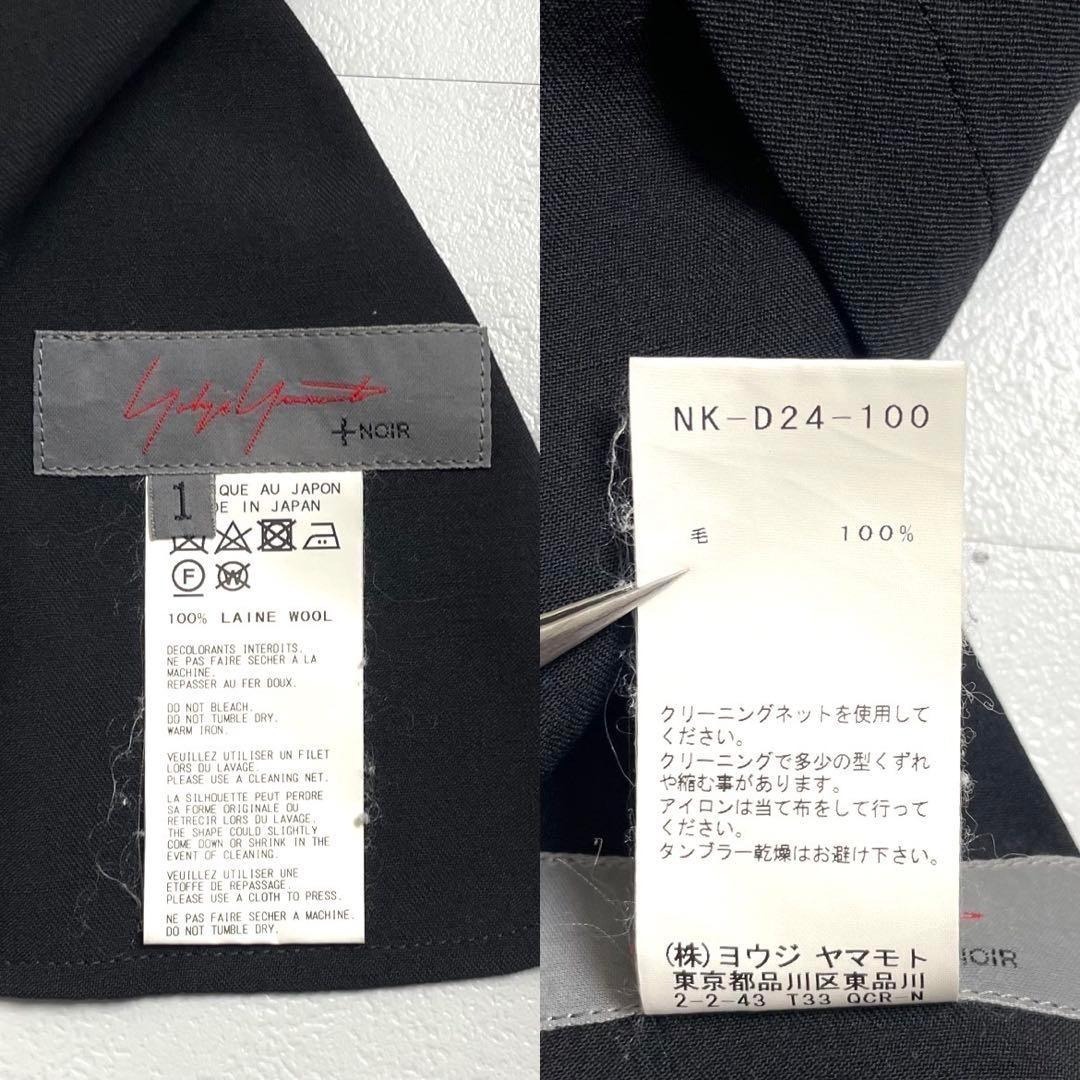 Yohji Yamamoto
+NOIR
1
QUE AU JAPON
DE IN JAPAN
F W
100% LAINE WOOL
DECOLORANTS INTERDITS.
NE PAS FAIRE SECHER A LA
MACHINE.
REPASSER AU FER DOUX.
DO NOT BLEACH.
DO NOT TUMBLE DRY.
WARM IRON.
VEUILLEZ UTILISER UN FILET
LORS DU LAVAGE.
PLEASE USE A CLEANING NET.
LA SILHOUETTE PEUT PERDRE
SA FORME ORIGINALE OU
RETRECIR LORS DU LAVAGE.
THE SHAPE COULD SLIGHTLY
COME DOWN OR SHRINK IN THE
EVENT OF CLEANING.
VEUILLEZ UTILISER UNE
ETOFFE DE REPASSAGE.
PLEASE USE A CLOTH TO PRESS.
NE PAS FAIRE SECHER A MACHINE.
DO NOT TUMBLE DRY.
NK-D24-100
毛 100%
クリーニングネットを使用して
ください。
クリーニングで多少の型くずれ
や縮む事があります。
アイロンは当て布をして行って
ください。
タンブラー乾燥はお避け下さい。
(株)ヨウジ ヤマモト
東京都品川区東品川
2-2-43 T33 QCR-N
NOIR